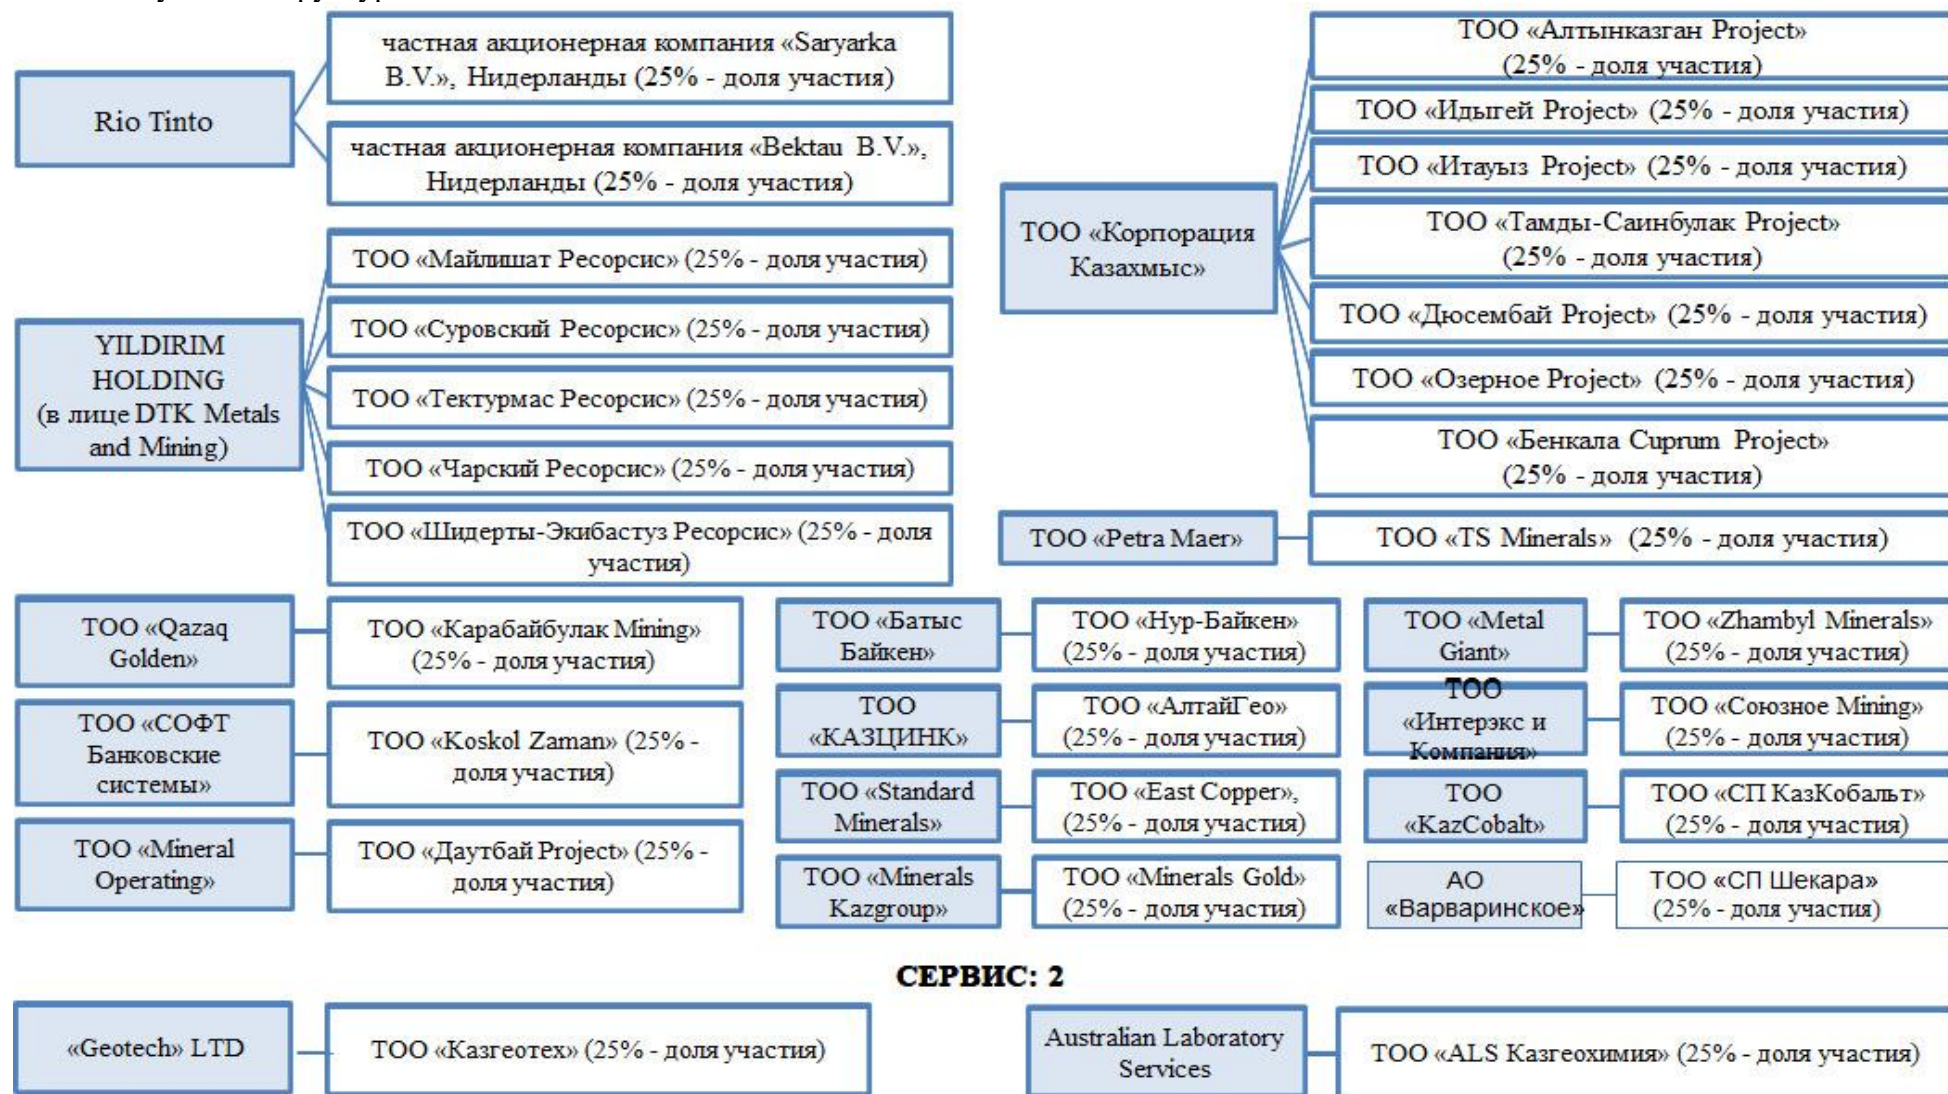 Rio Tinto
частная акционерная компания «Saryarka
B.V.», Нидерланды (25% - доля участия)
частная акционерная компания «Bektau B.V.»,
Нидерланды (25% - доля участия)
YILDIRIM
HOLDING
(в лице DTK Metals
and Mining)
ТОО «Майлишат Ресорсис» (25% - доля участия)
ТОО «Суровский Ресорсис» (25% - доля участия)
ТОО «Тектурмас Ресорсис» (25% - доля участия)
ТОО «Чарский Ресорсис» (25% - доля участия)
ТОО «Шидерты-Экибастуз Ресорсис» (25% - доля
участия)
ТОО «Корпорация
Казахмыс»
ТОО «Алтынказган Project»
(25% - доля участия)
ТОО «Идыгей Project» (25% - доля участия)
ТОО «Итауыз Project» (25% - доля участия)
ТОО «Тамды-Саинбулак Project»
(25% - доля участия)
ТОО «Дюсембай Project» (25% - доля участия)
ТОО «Озерное Project» (25% - доля участия)
ТОО «Бенкала Cuprum Project»
(25% - доля участия)
ТОО «Petra Maer»
ТОО «TS Minerals» (25% - доля участия)
ТОО «Qazaq
Golden»
ТОО «Карабайбулак Mining»
(25% - доля участия)
ТОО «СОФТ
Банковские
системы»
ТОО «Koskol Zaman» (25% -
доля участия)
ТОО «Mineral
Operating»
ТОО «Даутбай Project» (25% -
доля участия)
ТОО «Батыс
Байкен»
ТОО «Нур-Байкен»
(25% - доля участия)
ТОО
«КАЗЦИНК»
ТОО «АлтайГео»
(25% - доля участия)
ТОО «Standard
Minerals»
ТОО «East Copper»,
(25% - доля участия)
ТОО «Minerals
Kazgroup»
ТОО «Minerals Gold»
(25% - доля участия)
ТОО «Metal
Giant»
ТОО «Zhambyl Minerals»
(25% - доля участия)
ТОО
«Интерэкс и
Компания»
ТОО «Союзное Mining»
(25% - доля участия)
ТОО
«KazCobalt»
ТОО «СП КазКобальт»
(25% - доля участия)
АО
«Варваринское»
ТОО «СП Шекара»
(25% - доля участия)
СЕРВИС: 2
«Geotech» LTD
ТОО «Казгеотех» (25% - доля участия)
Australian Laboratory
Services
ТОО «ALS Казгеохимия» (25% - доля участия)